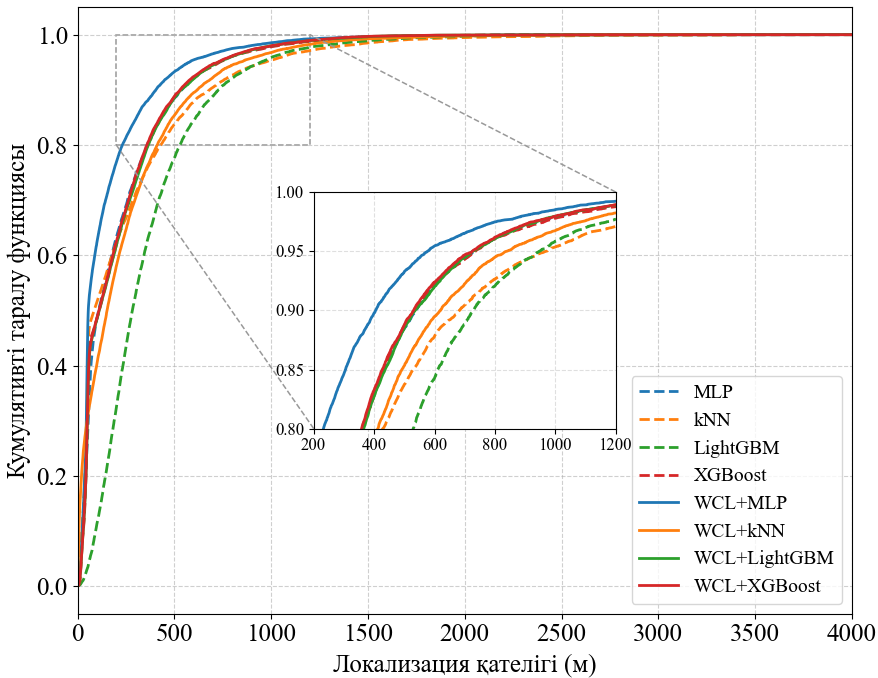 Кумулятивті таралу функциясы
1.0
0.8
0.6
0.4
0.2
0.0
1.00
0.95
0.90
0.85
0.80
200 400 600 800 1000 1200
MLP
kNN
LightGBM
XGBoost
WCL+MLP
WCL+kNN
WCL+LightGBM
WCL+XGBoost
0 500 1000 1500 2000 2500 3000 3500 4000
Локализация қателігі (м)